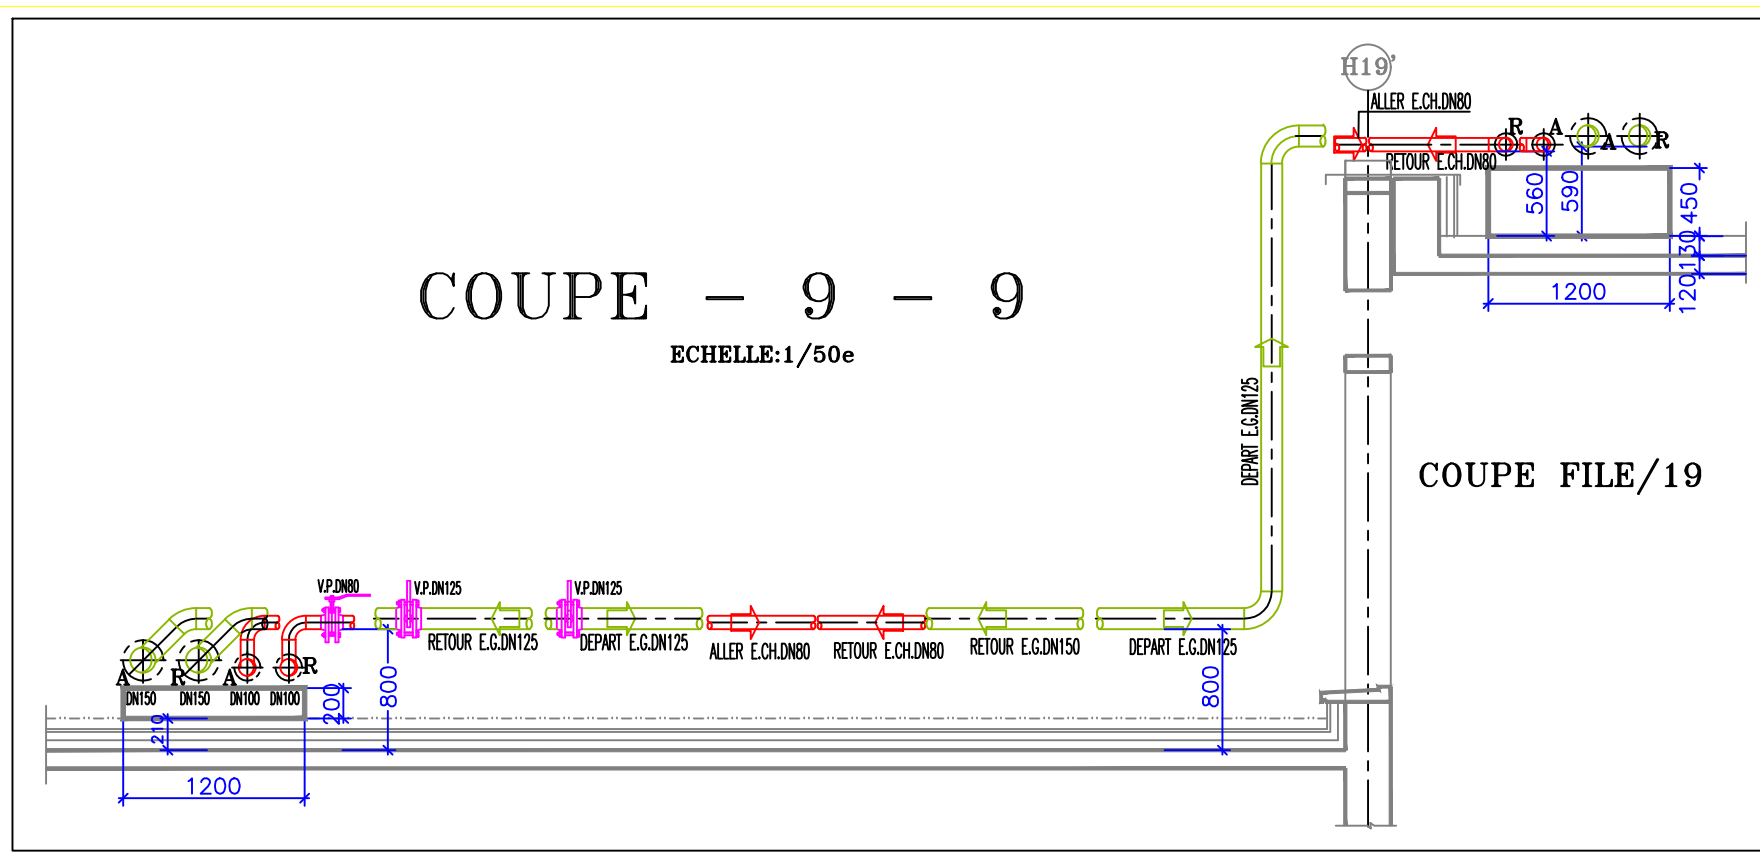 H19'
ALLER E.CH.DN80
R A A R
RETOUR E.CH.DN80
560
590
450
130
120
1200
COUPE - 9 - 9
ECHELLE:1/50e
DEPART E.G.DN125
COUPE FILE/19
V.P.DN80
V.P.DN125
V.P.DN125
RETOUR E.G.DN125
DEPART E.G.DN125
ALLER E.CH.DN80
RETOUR E.CH.DN80
RETOUR E.G.DN150
DEPART E.G.DN125
A R A R
DN150 DN150 DN100 DN100
200
210
800
800
1200